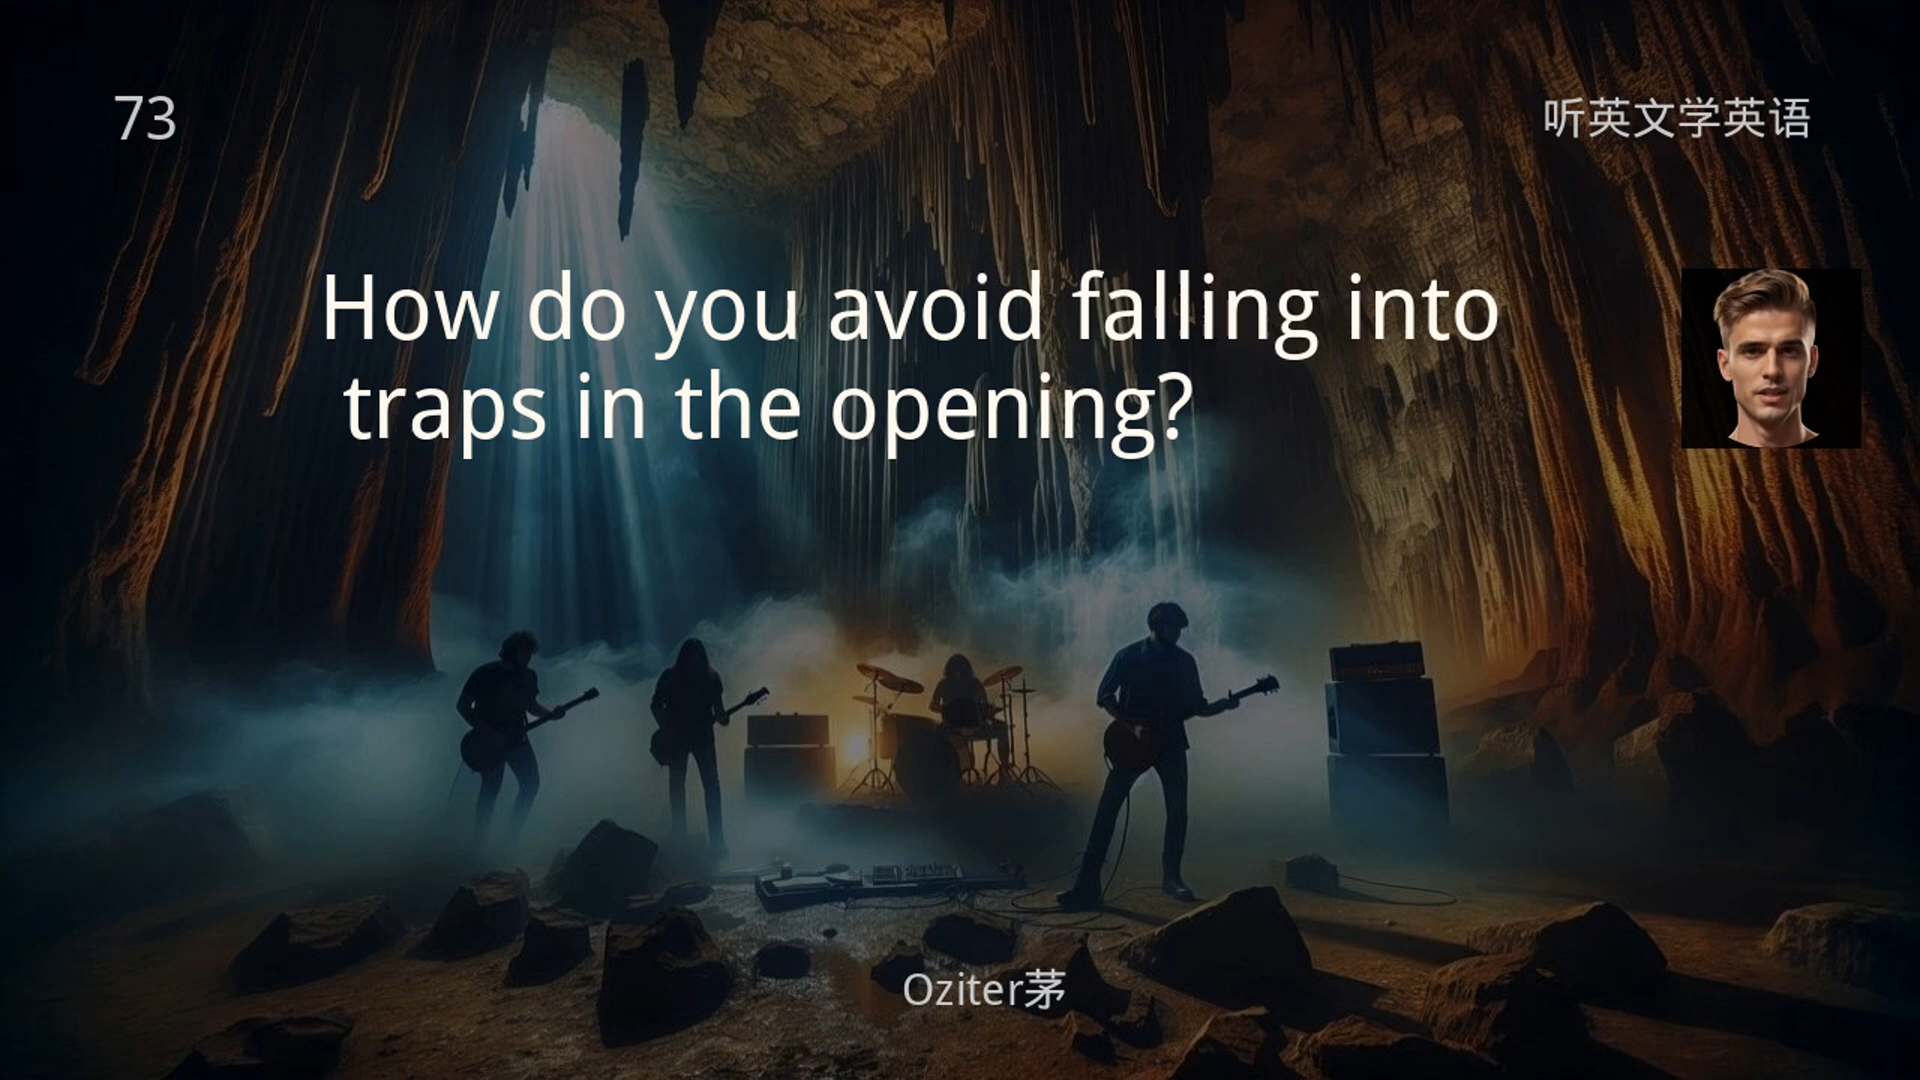 73
听英文学英语
How do you avoid falling into
traps in the opening?
Oziter茅